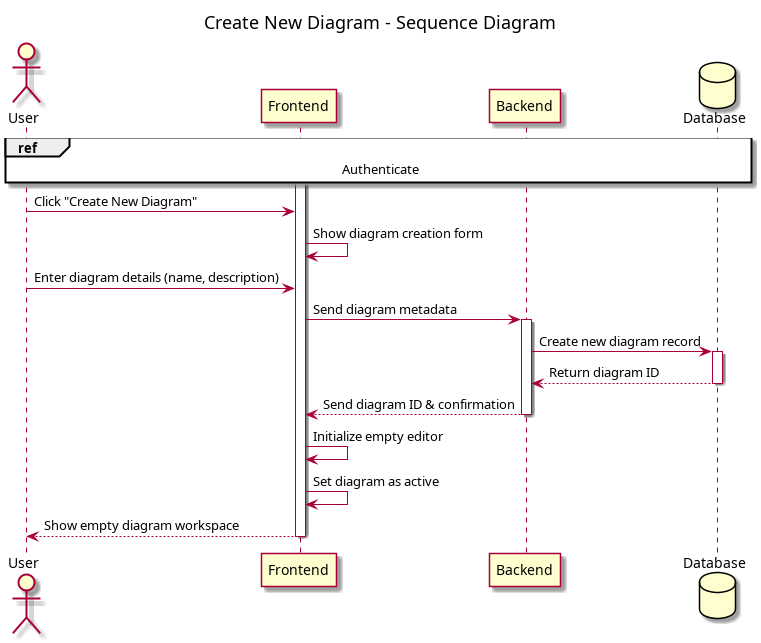 Create New Diagram - Sequence Diagram
User
Frontend
Backend
Database
ref
Authenticate
Click "Create New Diagram"
Show diagram creation form
Enter diagram details (name, description)
Send diagram metadata
Create new diagram record
Return diagram ID
Send diagram ID & confirmation
Initialize empty editor
Set diagram as active
Show empty diagram workspace
User
Frontend
Backend
Database